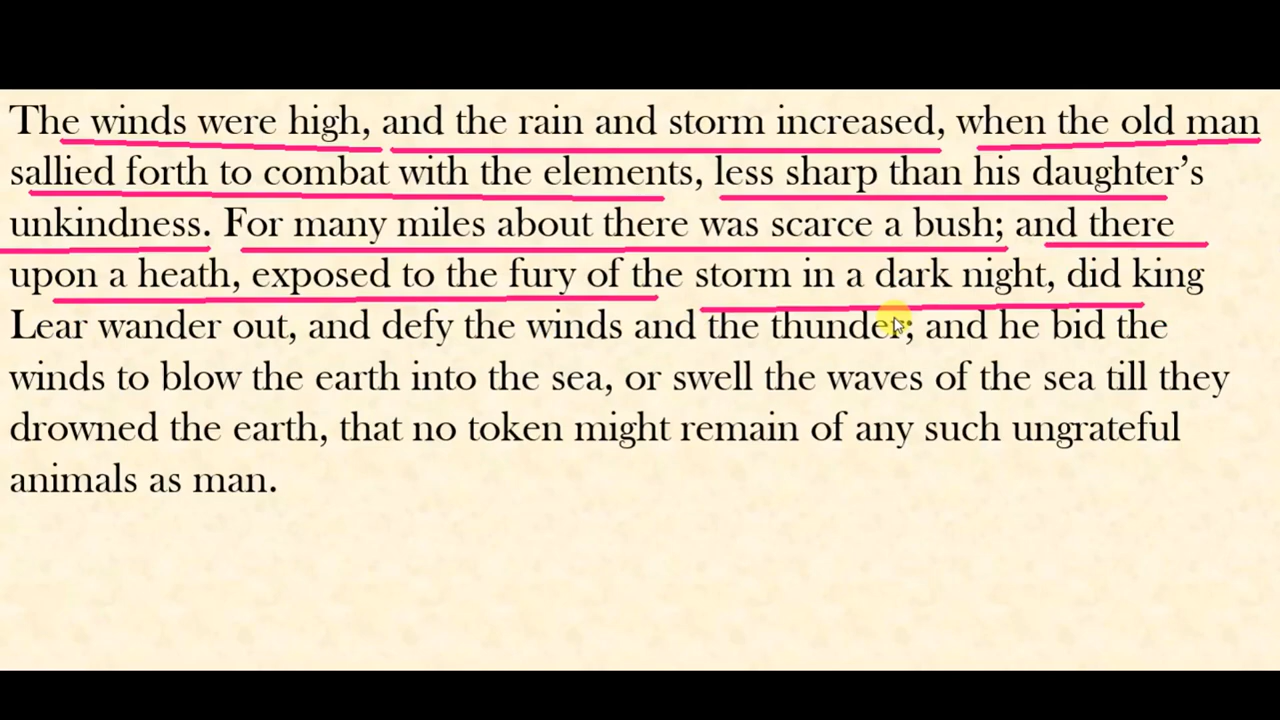 The winds were high, and the rain and storm increased, when the old man
sallied forth to combat with the elements, less sharp than his daughter’s
unkindness. For many miles about there was scarce a bush; and there
upon a heath, exposed to the fury of the storm in a dark night, did king
Lear wander out, and defy the winds and the thunder; and he bid the
winds to blow the earth into the sea, or swell the waves of the sea till they
drowned the earth, that no token might remain of any such ungrateful
animals as man.